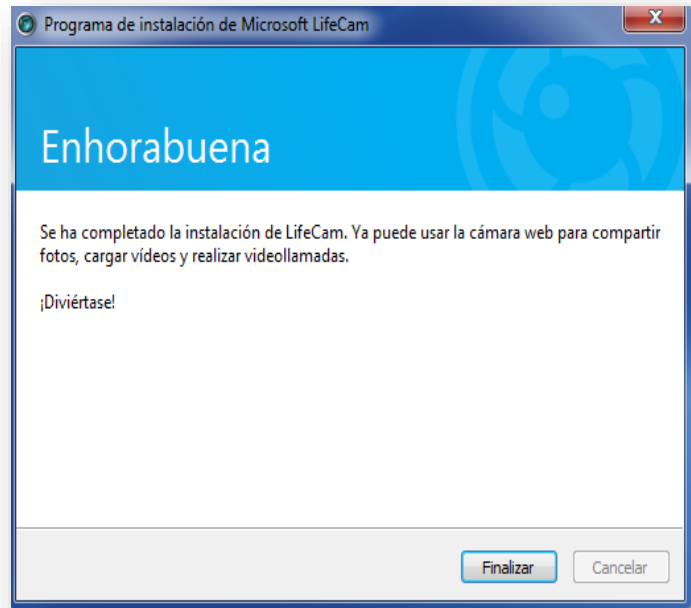 Programa de instalación de Microsoft LifeCam
X
Enhorabuena
Se ha completado la instalación de LifeCam. Ya puede usar la cámara web para compartir
fotos, cargar vídeos y realizar videollamadas.
¡Diviértase!
Finalizar
Cancelar